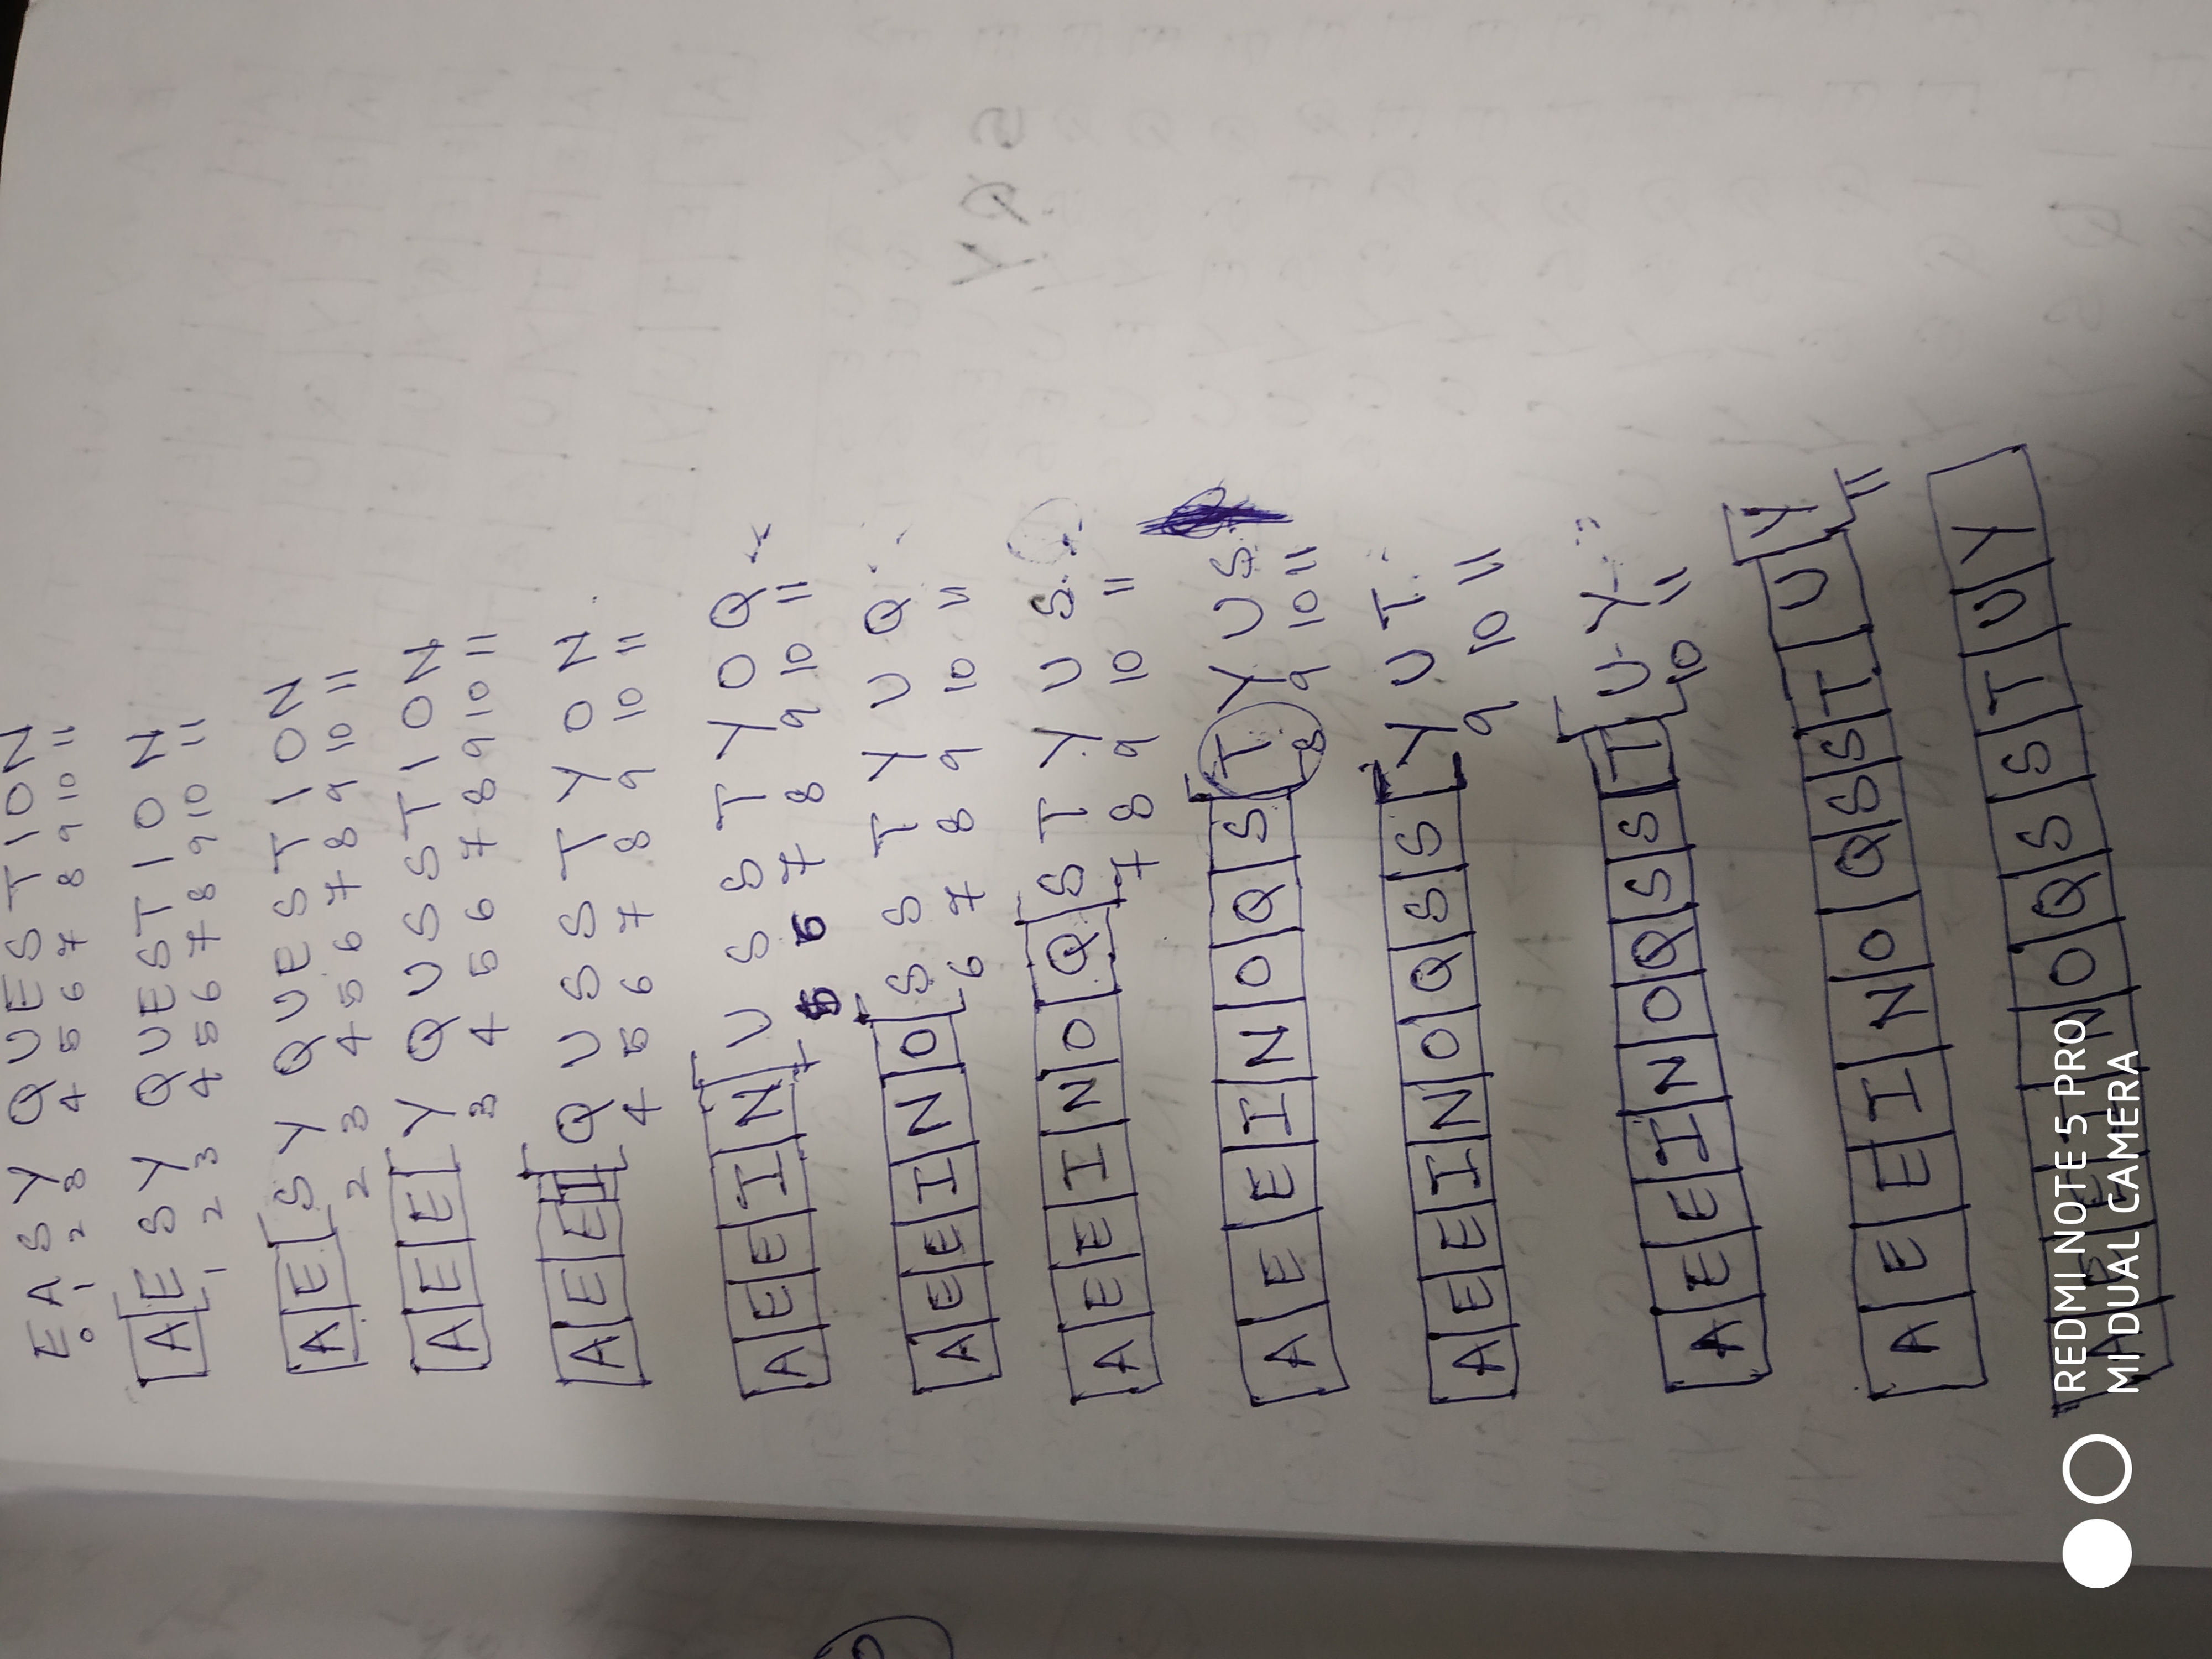 E A S Y Q U E S T I O N
0 1 2 3 4 5 6 7 8 9 10 11
A E S Y Q U E S T I O N
1 2 3 4 5 6 7 8 9 10 11
A E S Y Q U E S T I O N
2 3 4 5 6 7 8 9 10 11
A E E Y Q U S S T I O N
3 4 5 6 7 8 9 10 11
A E E I Q U S S T Y O N
4 5 6 7 8 9 10 11
A E E I N U S S T Y O Q
5 6 7 8 9 10 11
A E E I N O S S T Y U Q
6 7 8 9 10 11
A E E I N O Q S T Y U S
7 8 9 10 11
A E E I N O Q S T Y U S
8 9 10 11
A E E I N O Q S S Y U T
9 10 11
A E E I N O Q S S T U Y
10 11
A E E I N O Q S S T U Y
11
A E E I N O Q S S T U Y
REDMI NOTE 5 PRO
MI DUAL CAMERA